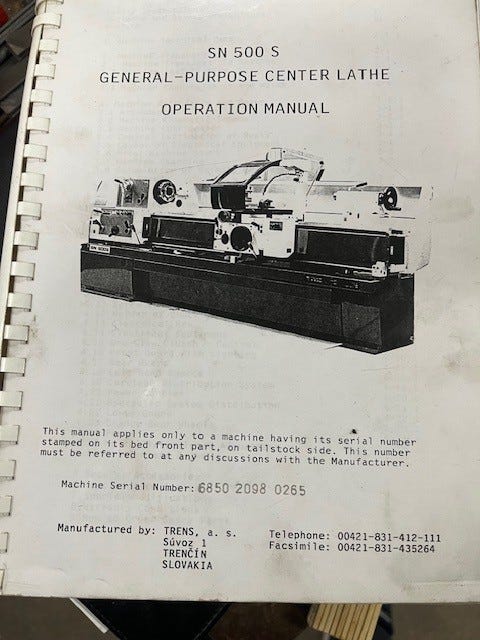 SN 500 S
GENERAL-PURPOSE CENTER LATHE
OPERATION MANUAL
SN 500S
This manual applies only to a machine having its serial number
stamped on its bed front part, on tailstock side. This number
must be referred to at any discussions with the Manufacturer.
Machine Serial Number: 6850 2098 0265
Manufactured by: TRENS, a. s.
Súvoz 1
TRENČÍN
SLOVAKIA
Telephone: 00421-831-412-111
Facsimile: 00421-831-435264